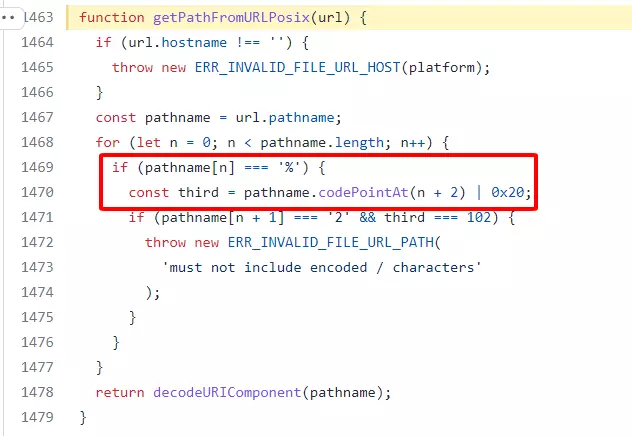 1463 function getPathFromURLPosix(url) {
1464   if (url.hostname !== '') {
1465     throw new ERR_INVALID_FILE_URL_HOST(platform);
1466   }
1467   const pathname = url.pathname;
1468   for (let n = 0; n < pathname.length; n++) {
1469     if (pathname[n] === '%') {
1470       const third = pathname.codePointAt(n + 2) | 0x20;
1471       if (pathname[n + 1] === '2' && third === 102) {
1472         throw new ERR_INVALID_FILE_URL_PATH(
1473           'must not include encoded / characters'
1474         );
1475       }
1476     }
1477   }
1478   return decodeURIComponent(pathname);
1479 }